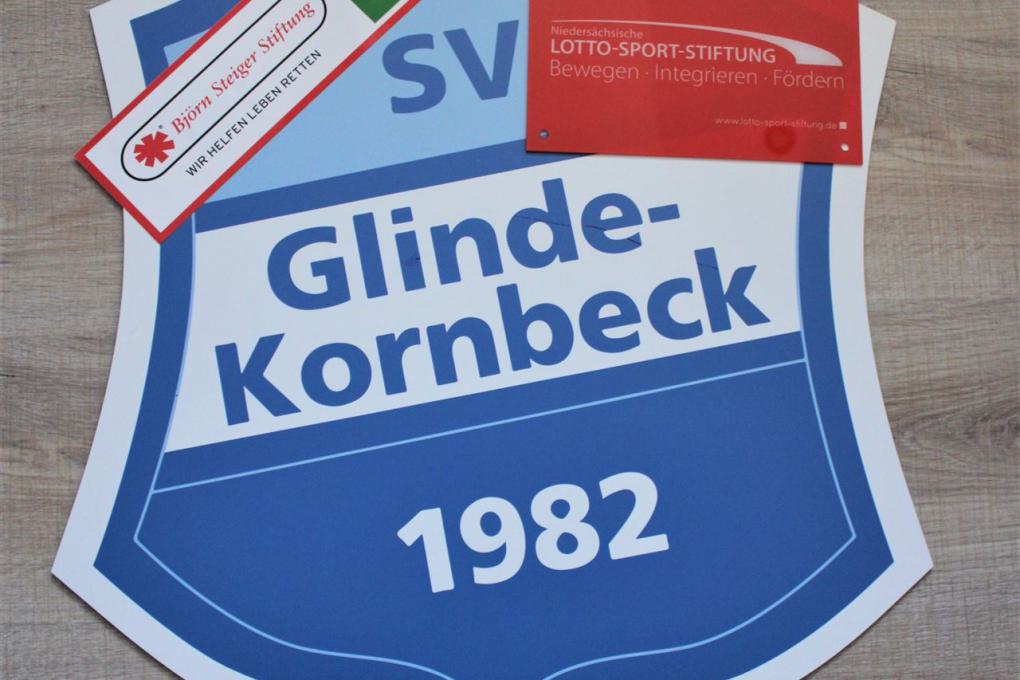 Björn Steiger Stiftung
WIR HELFEN LEBEN RETTEN
SV
Niedersächsische
LOTTO-SPORT-STIFTUNG
Bewegen · Integrieren · Fördern
www.lotto-sport-stiftung.de
Glinde-
Kornbeck
1982